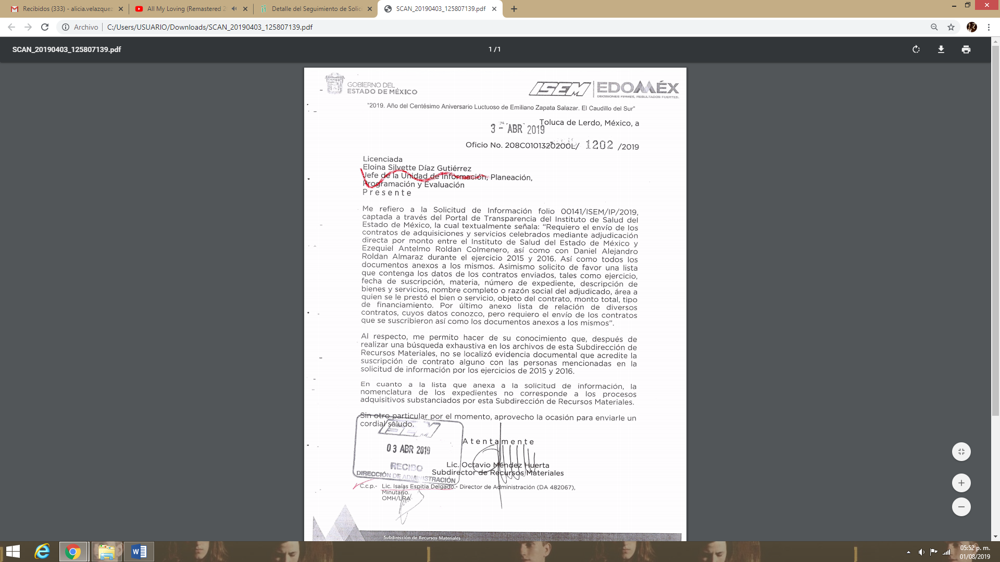 Recibidos (333) - alicia.velazquez
All My Loving (Remastered 2
Detalle del Seguimiento de Solic
SCAN_20190403_125807139.pdf
Archivo
C:/Users/USUARIO/Downloads/SCAN_20190403_125807139.pdf
SCAN_20190403_125807139.pdf
1 / 1
GOBIERNO DEL
ESTADO DE MÉXICO
ISEM
EDOMÉX
DECISIONES FIRMES, RESULTADOS FUERTES.
"2019. Año del Centésimo Aniversario Luctuoso de Emiliano Zapata Salazar. El Caudillo del Sur"
Toluca de Lerdo, México, a
3 - ABR 2019
Oficio No. 208C0101320200L/ 1202 /2019
Licenciada
Eloina Silvette Díaz Gutiérrez
Jefe de la Unidad de Información, Planeación,
Programación y Evaluación
P r e s e n t e
Me refiero a la Solicitud de Información folio 00141/ISEM/IP/2019,
captada a través del Portal de Transparencia del Instituto de Salud del
Estado de México, la cual textualmente señala: "Requiero el envío de los
contratos de adquisiciones y servicios celebrados mediante adjudicación
directa por monto entre el Instituto de Salud del Estado de México y
Ezequiel Antelmo Roldan Colmenero, así como con Daniel Alejandro
Roldan Almaraz durante el ejercicio 2015 y 2016. Así como todos los
documentos anexos a los mismos. Asimismo solicito de favor una lista
que contenga los datos de los contratos enviados, tales como ejercicio,
fecha de suscripción, materia, número de expediente, descripción de
bienes y servicios, nombre completo o razón social del adjudicado, área a
quien se le prestó el bien o servicio, objeto del contrato, monto total, tipo
de financiamiento. Por último anexo lista de relación de diversos
contratos, cuyos datos conozco, pero requiero el envío de los contratos
que se suscribieron así como los documentos anexos a los mismos".
Al respecto, me permito hacer de su conocimiento que, después de
realizar una búsqueda exhaustiva en los archivos de esta Subdirección de
Recursos Materiales, no se localizó evidencia documental que acredite la
suscripción de contrato alguno con las personas mencionadas en la
solicitud de información por los ejercicios de 2015 y 2016.
En cuanto a la lista que anexa a la solicitud de información, la
nomenclatura de los expedientes no corresponde a los procesos
adquisitivos substanciados por esta Subdirección de Recursos Materiales.
Sin otro particular por el momento, aprovecho la ocasión para enviarle un
cordial saludo.
ISEM
03 ABR 2019
RECIBO
DIRECCIÓN DE ADMINISTRACIÓN
A t e n t a m e n t e
Lic. Octavio Méndez Huerta
Subdirector de Recursos Materiales
C.c.p.- Lic. Isaías Espitia Delgado.- Director de Administración (DA 482067),
Minutario.
OMH/LRA
Subdirección de Recursos Materiales
05:52 p. m.
01/08/2019